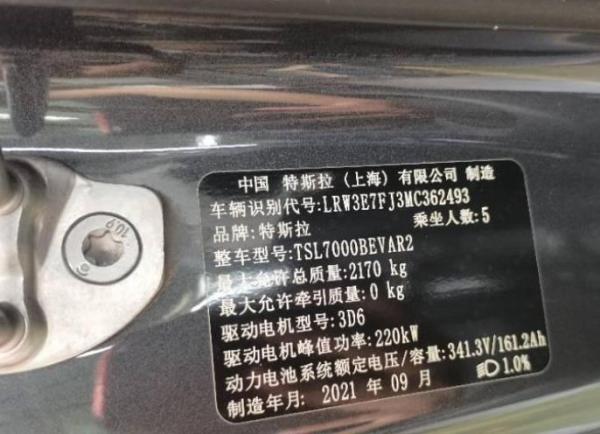 10.9
中国 特斯拉(上海)有限公司 制造
车辆识别代号:LRW3E7FJ3MC362493
品牌:特斯拉 乘坐人数:5
整车型号:TSL7000BEVAR2
最大允许总质量:2170 kg
最大允许牵引质量:0 kg
驱动电机型号:3D6
驱动电机峰值功率:220kW
动力电池系统额定电压/容量:341.3V/161.2Ah
制造年月: 2021 年 09 月 1.0%